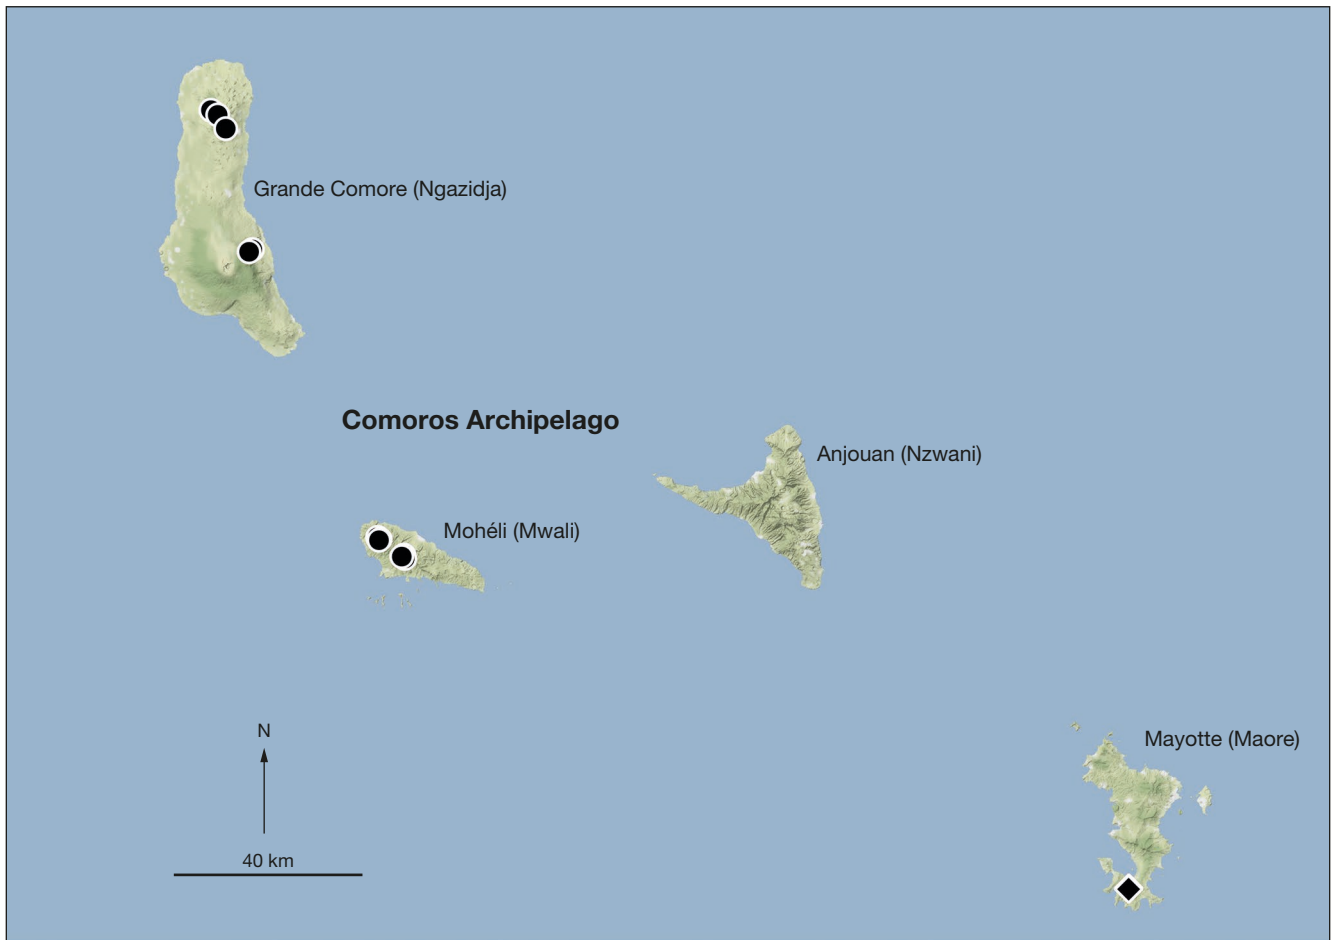 Grande Comore (Ngazidja)
Comoros Archipelago
Anjouan (Nzwani)
Mohéli (Mwali)
N
Mayotte (Maore)
40 km